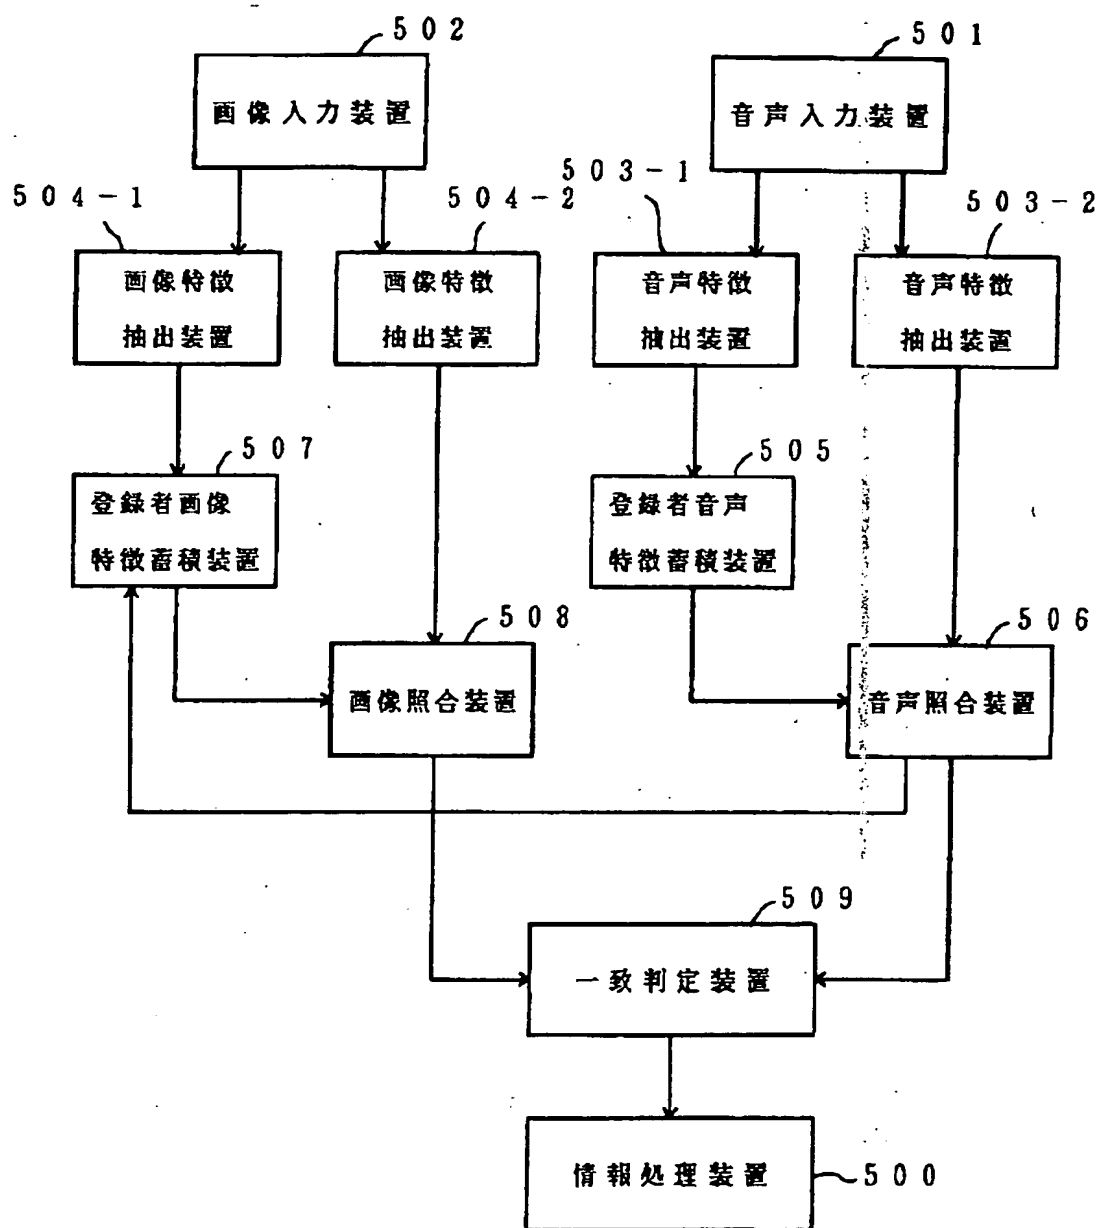 502
501
画像入力装置
音声入力装置
504-1
504-2
503-1
503-2
画像特徴
抽出装置
画像特徴
抽出装置
音声特徴
抽出装置
音声特徴
抽出装置
507
505
登録者画像
特徴蓄積装置
登録者音声
特徴蓄積装置
508
506
画像照合装置
音声照合装置
509
一致判定装置
情報処理装置
500